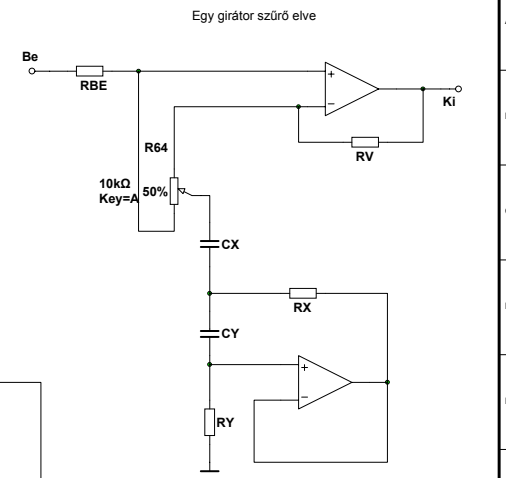 Egy girátor szűrő elve
Be
RBE
+
−
Ki
RV
R64
10kΩ
50%
Key=A
CX
RX
CY
+
−
RY